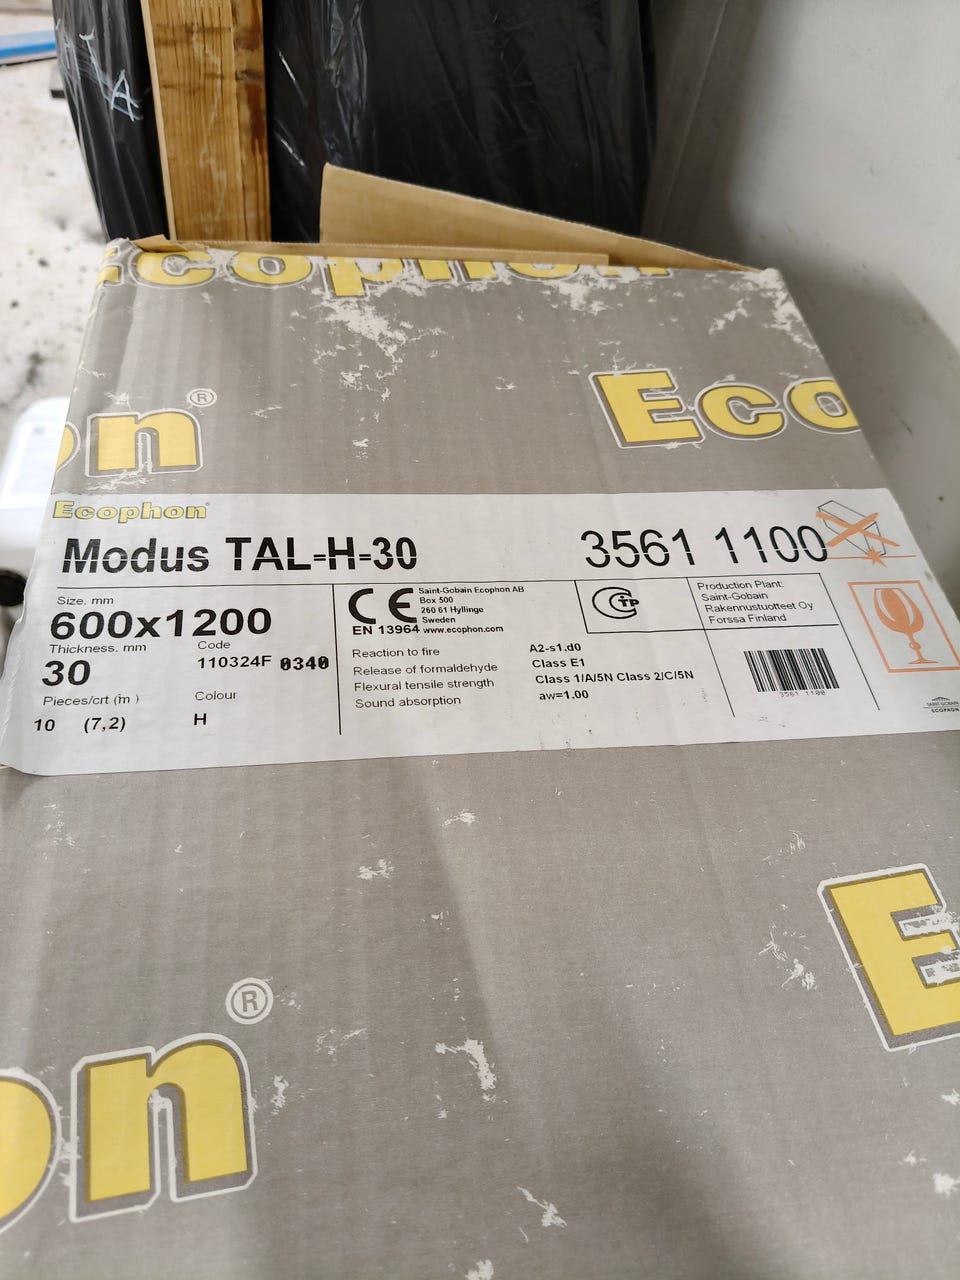 Ecophon
on®
Eco
Ecophon®
Modus TAL-H-30
3561 1100
Size. mm
600x1200
Thickness. mm
30
Code
110324F 0340
Pieces/crt (m )
10 (7,2)
Colour
H
CE
EN 13964
Saint-Gobain Ecophon AB
Box 500
260 61 Hyllinge
Sweden
www.ecophon.com
Reaction to fire A2-s1.d0
Release of formaldehyde Class E1
Flexural tensile strength Class 1/A/5N Class 2/C/5N
Sound absorption aw=1.00
Production Plant:
Saint-Gobain
Rakennustuotteet Oy
Forssa Finland
3561 1100
SAINT-GOBAIN
ECOPHON
E
on®